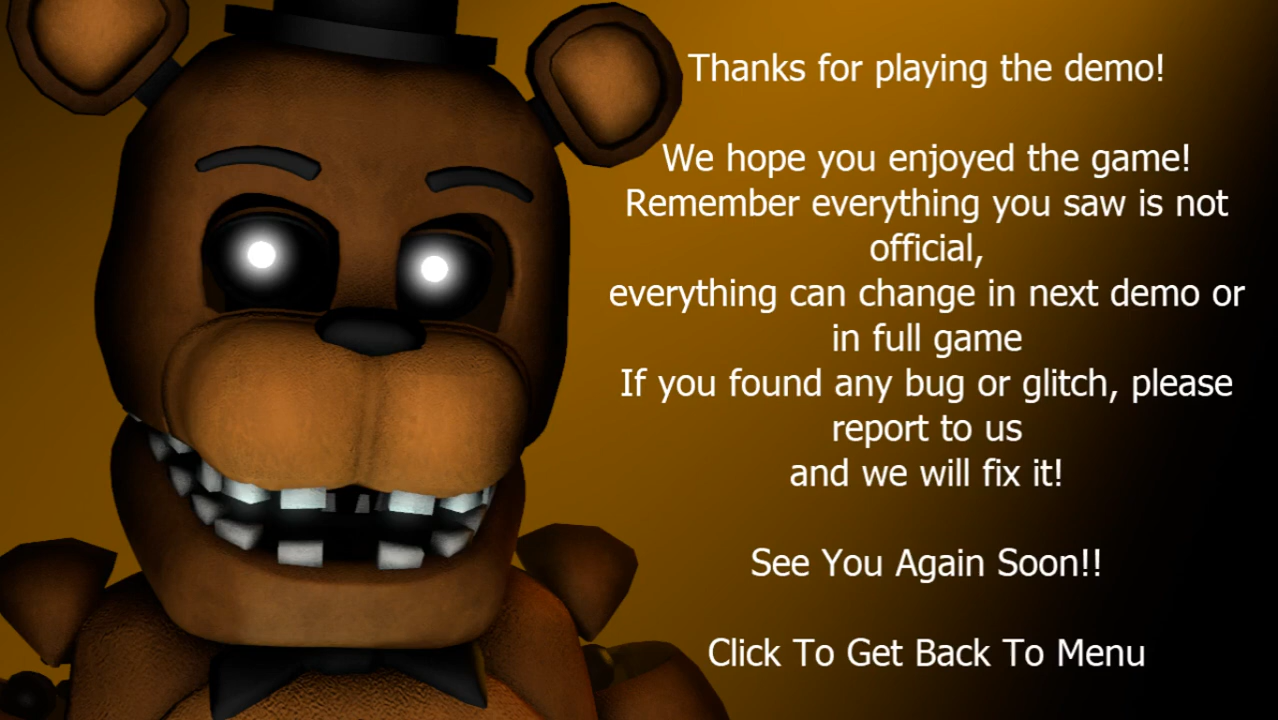 Thanks for playing the demo!
We hope you enjoyed the game!
Remember everything you saw is not
official,
everything can change in next demo or
in full game
If you found any bug or glitch, please
report to us
and we will fix it!
See You Again Soon!!
Click To Get Back To Menu